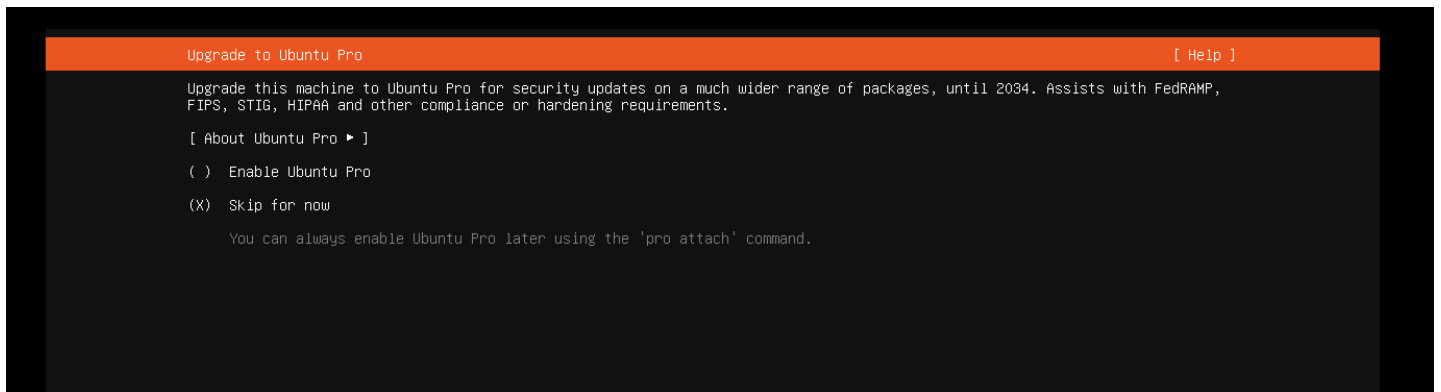 Upgrade to Ubuntu Pro [ Help ]
Upgrade this machine to Ubuntu Pro for security updates on a much wider range of packages, until 2034. Assists with FedRAMP,
FIPS, STIG, HIPAA and other compliance or hardening requirements.
[ About Ubuntu Pro ▸ ]
( ) Enable Ubuntu Pro
(X) Skip for now
You can always enable Ubuntu Pro later using the 'pro attach' command.